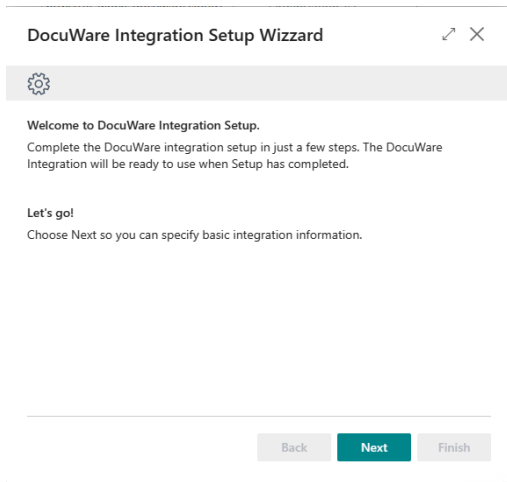 DocuWare Integration Setup Wizzard
Welcome to DocuWare Integration Setup.
Complete the DocuWare integration setup in just a few steps. The DocuWare
Integration will be ready to use when Setup has completed.
Let's go!
Choose Next so you can specify basic integration information.
Back
Next
Finish